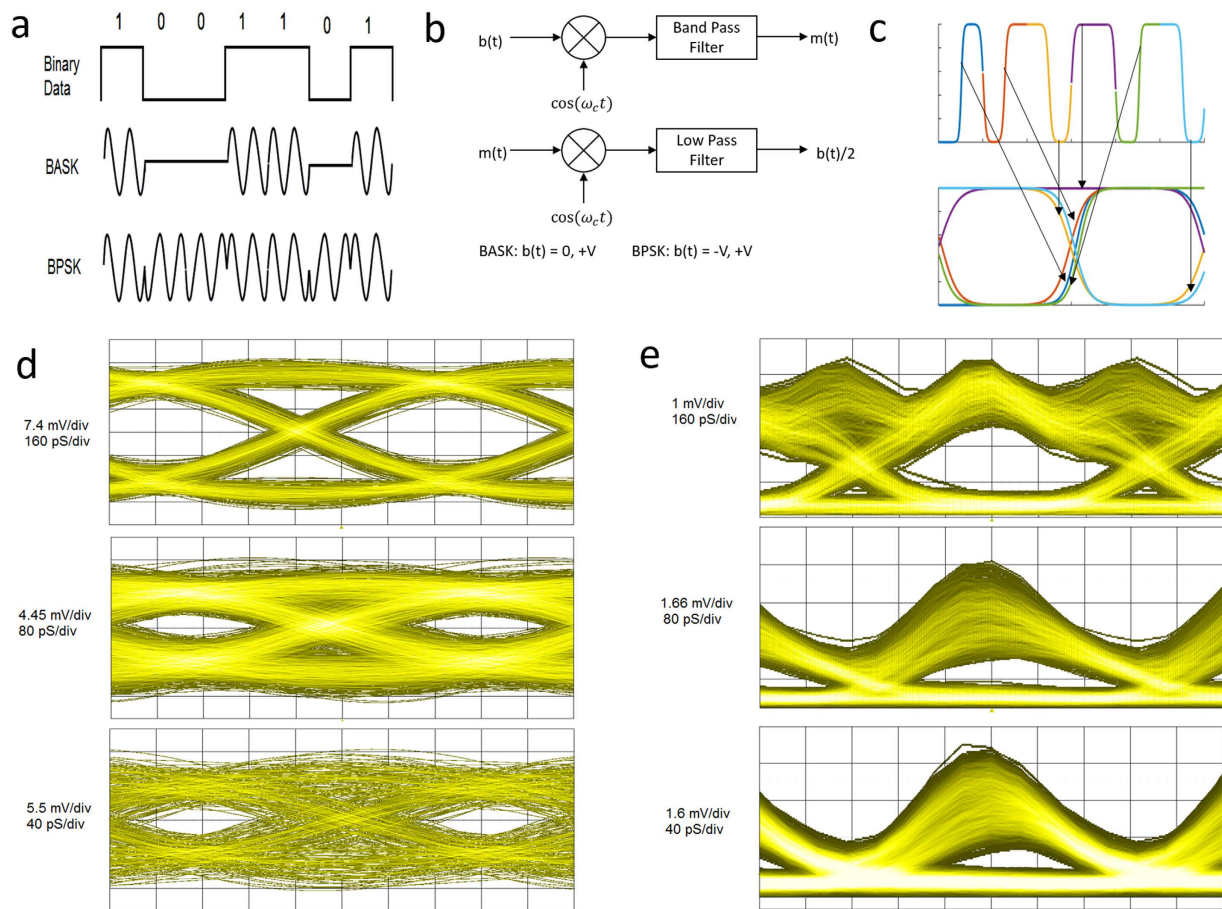 a
1 0 0 1 1 0 1
Binary
Data
BASK
BPSK
b
b(t)
Band Pass
Filter
m(t)
cos(ω_c t)
m(t)
Low Pass
Filter
b(t)/2
cos(ω_c t)
BASK: b(t) = 0, +V BPSK: b(t) = -V, +V
c
d
7.4 mV/div
160 pS/div
4.45 mV/div
80 pS/div
5.5 mV/div
40 pS/div
e
1 mV/div
160 pS/div
1.66 mV/div
80 pS/div
1.6 mV/div
40 pS/div